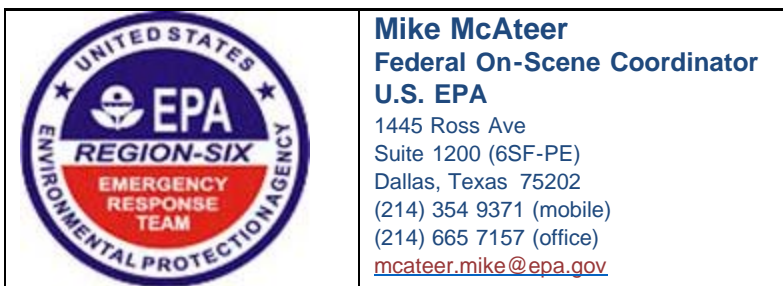 UNITED STATES
EPA
REGION-SIX
EMERGENCY
RESPONSE
TEAM
ENVIRONMENTAL PROTECTION AGENCY
Mike McAteer
Federal On-Scene Coordinator
U.S. EPA
1445 Ross Ave
Suite 1200 (6SF-PE)
Dallas, Texas 75202
(214) 354 9371 (mobile)
(214) 665 7157 (office)
mcateer.mike@epa.gov